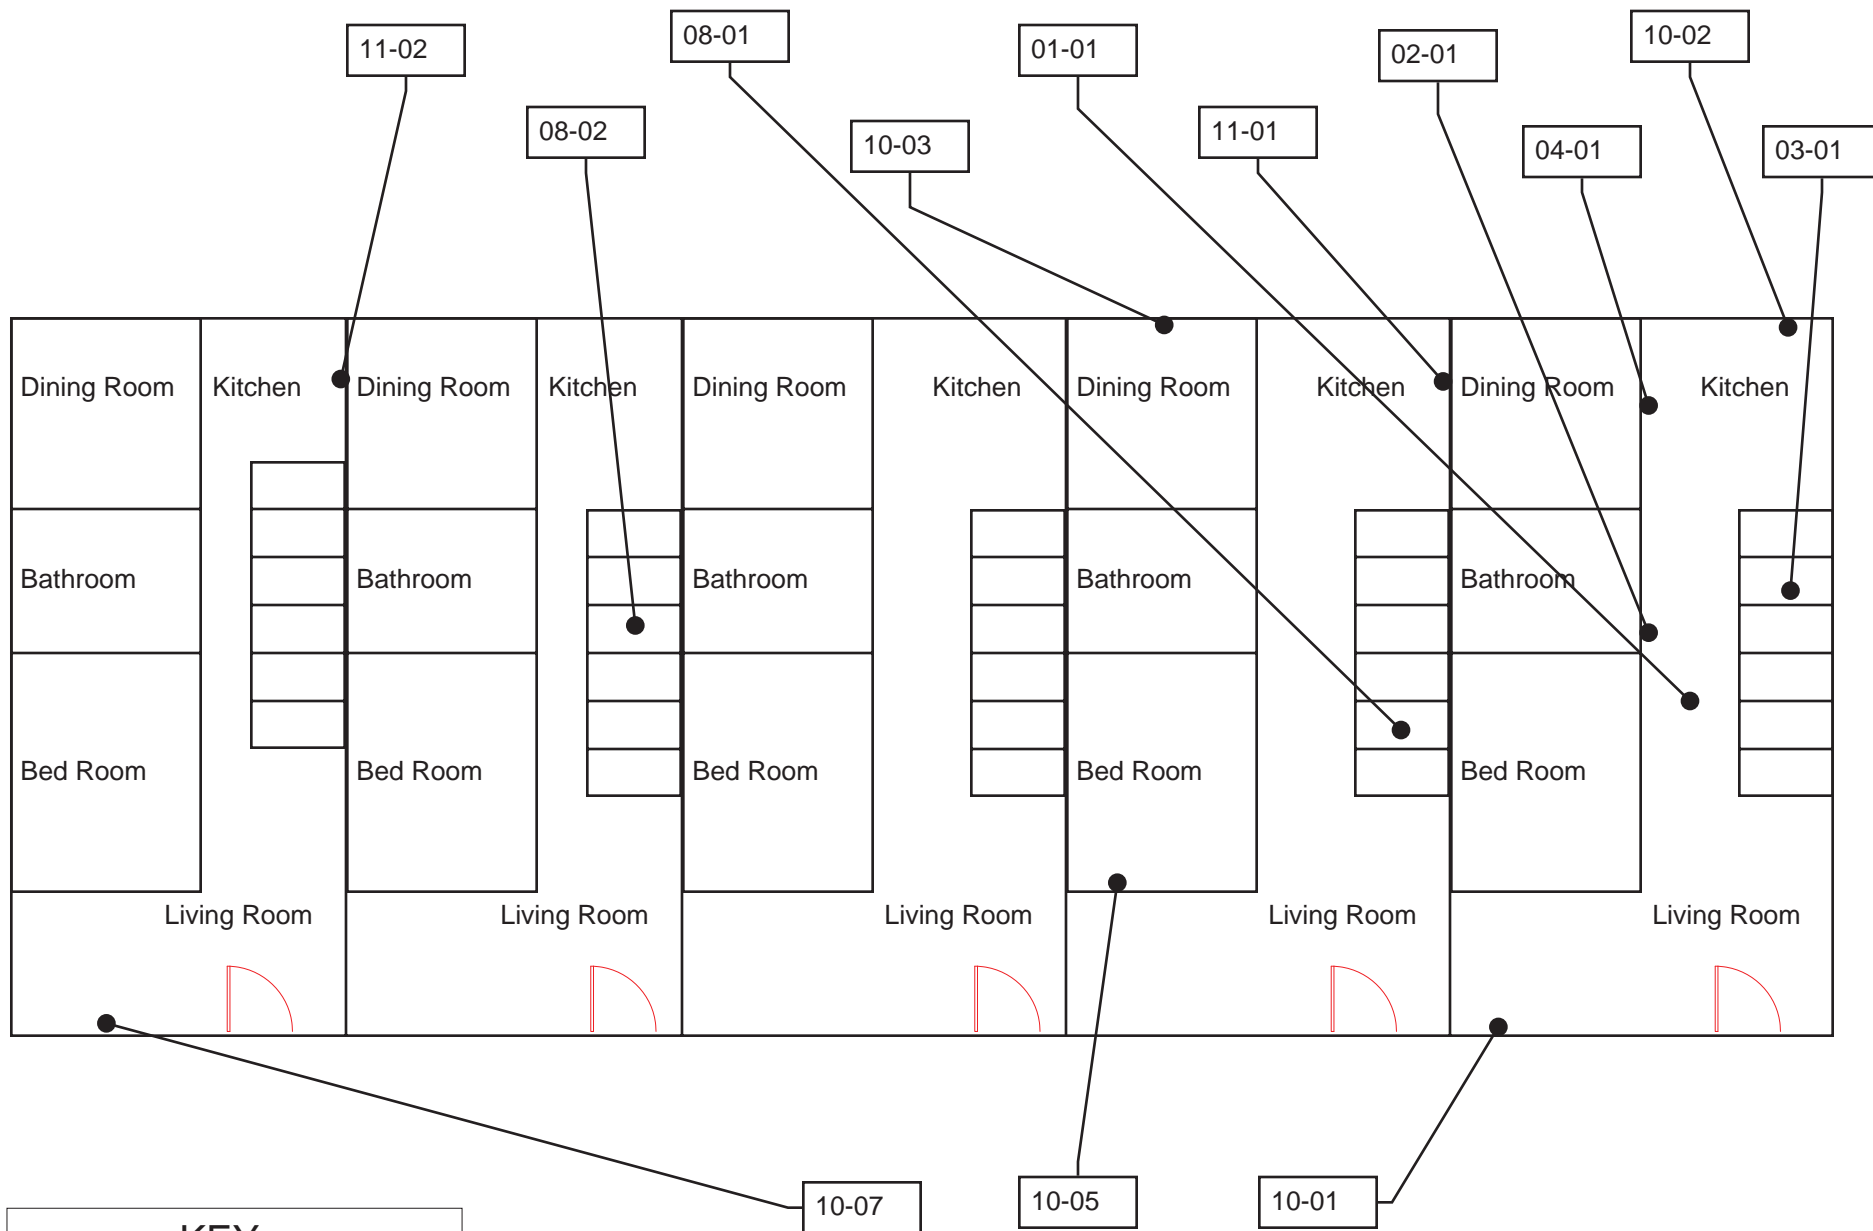 11-02
08-01
01-01
02-01
10-02
08-02
10-03
11-01
04-01
03-01
Dining Room Kitchen Dining Room Kitchen Dining Room Kitchen Dining Room Kitchen Dining Room Kitchen
Bathroom Bathroom Bathroom Bathroom Bathroom
Bed Room Bed Room Bed Room Bed Room Bed Room
Living Room Living Room Living Room Living Room Living Room
10-07
10-05
10-01
KEY